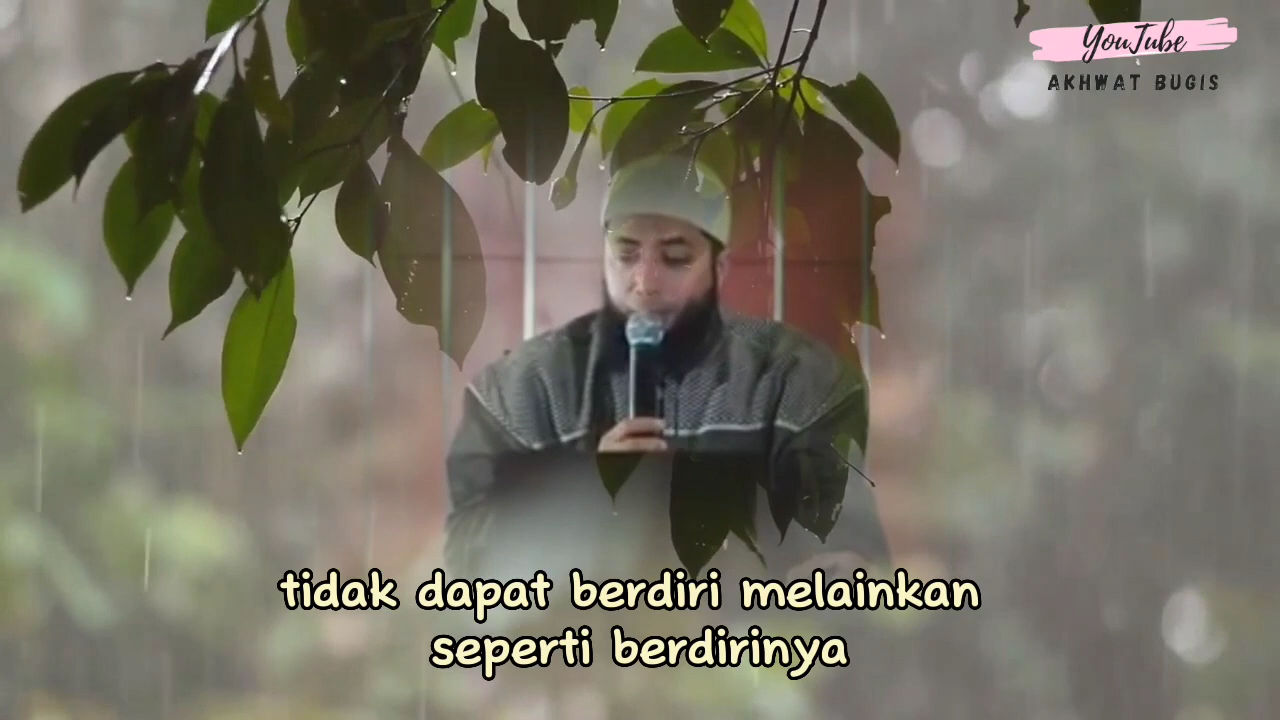 YouTube
AKHWAT BUGIS
tidak dapat berdiri melainkan
seperti berdirinya